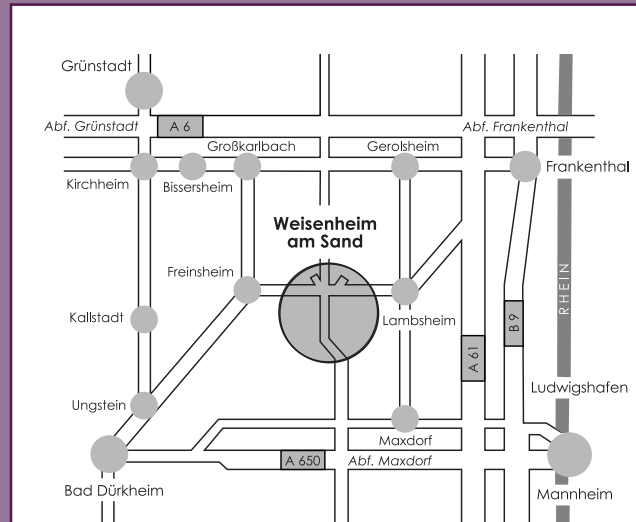 Grünstadt
Abf. Grünstadt
A 6
Abf. Frankenthal
Großkarlbach
Gerolsheim
Kirchheim
Bissersheim
Frankenthal
Weisenheim
am Sand
Freinsheim
RHEIN
Kallstadt
Lambsheim
B 9
A 61
Ludwigshafen
Ungstein
Maxdorf
A 650
Abf. Maxdorf
Bad Dürkheim
Mannheim